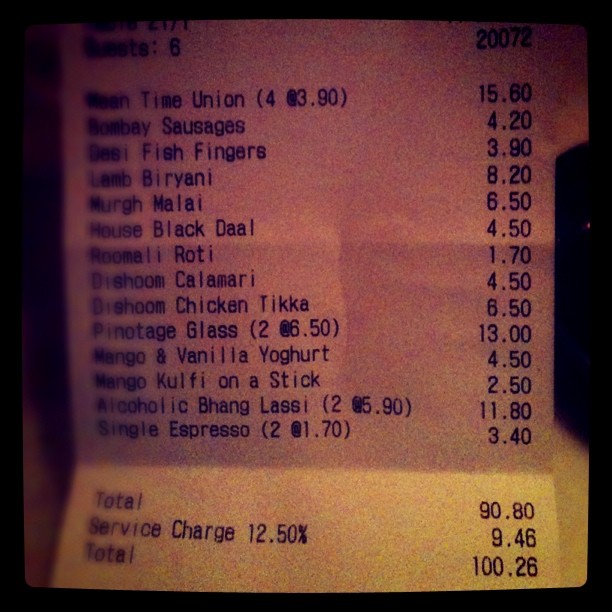 Guests: 6 20072
Mean Time Union (4 @3.90) 15.60
Bombay Sausages 4.20
Desi Fish Fingers 3.90
Lamb Biryani 8.20
Murgh Malai 6.50
House Black Daal 4.50
Roomali Roti 1.70
Dishoom Calamari 4.50
Dishoom Chicken Tikka 6.50
Pinotage Glass (2 @6.50) 13.00
Mango & Vanilla Yoghurt 4.50
Mango Kulfi on a Stick 2.50
Alcoholic Bhang Lassi (2 @5.90) 11.80
Single Espresso (2 @1.70) 3.40
Total 90.80
Service Charge 12.50% 9.46
Total 100.26